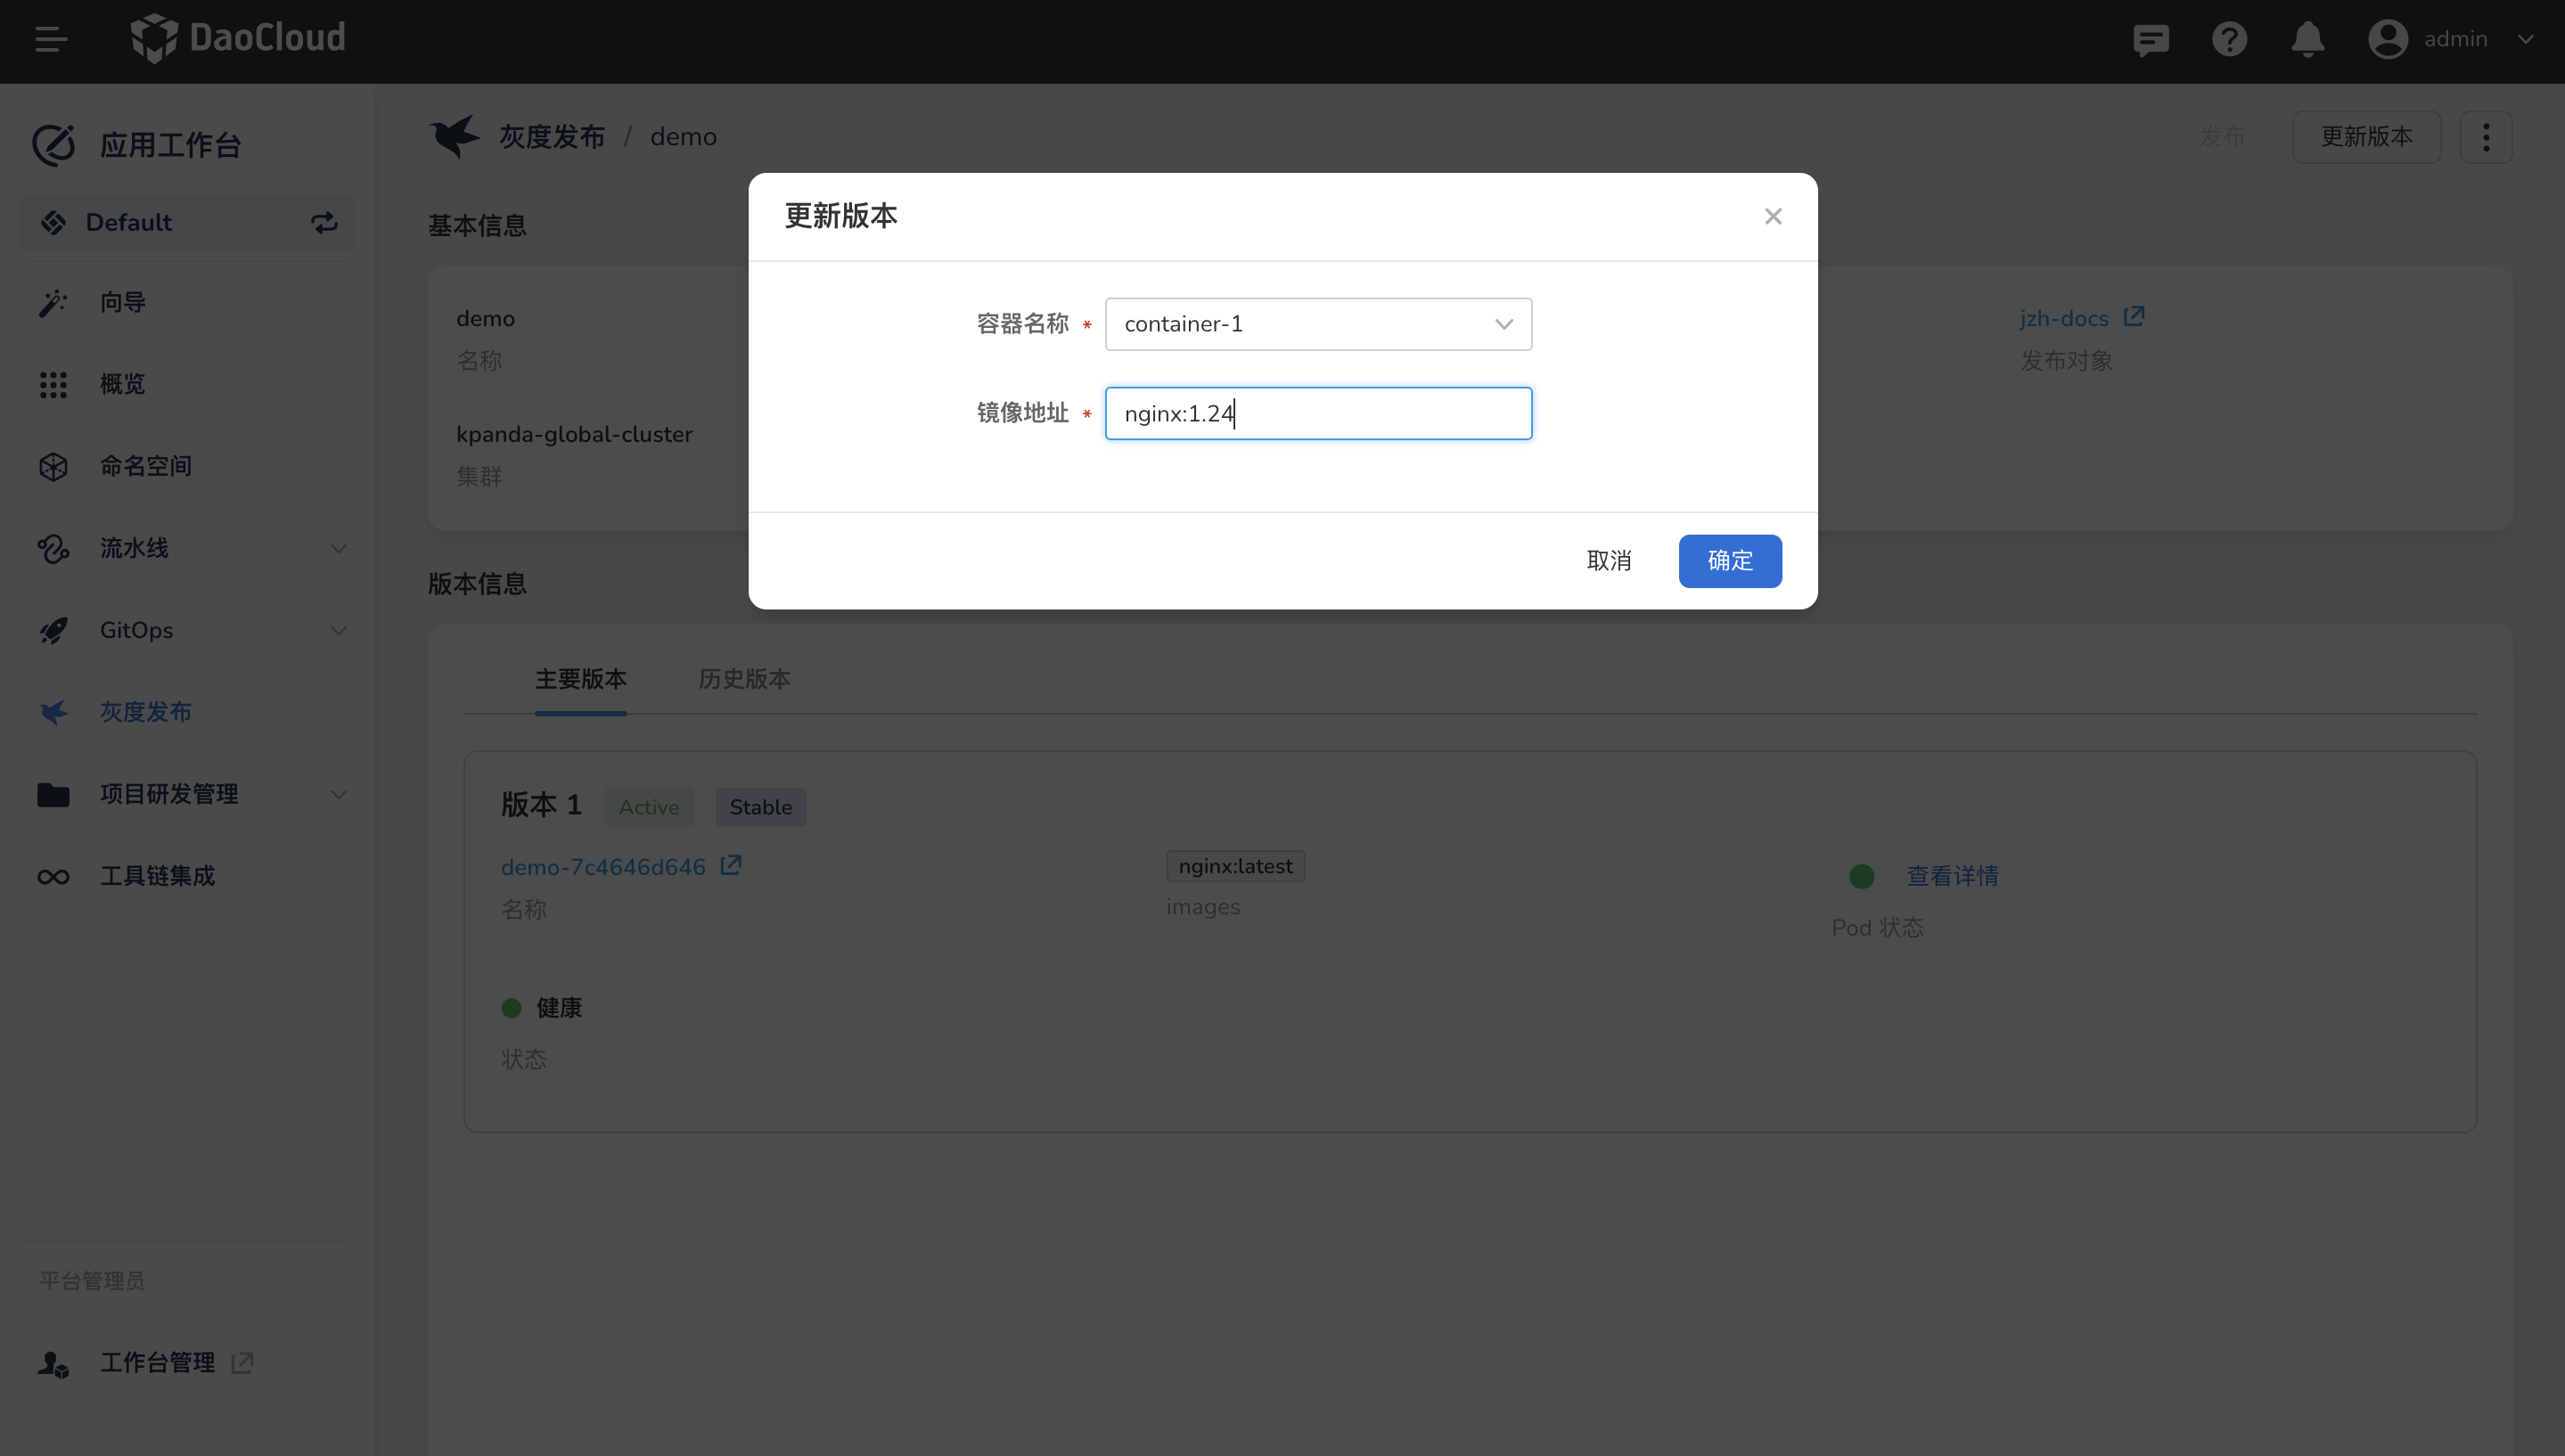 DaoCloud
admin
应用工作台
Default
向导
概览
命名空间
流水线
GitOps
灰度发布
项目研发管理
工具链集成
平台管理员
工作台管理
灰度发布 / demo
发布
更新版本
基本信息
demo
名称
kpanda-global-cluster
集群
jzh-docs
发布对象
更新版本
容器名称 *
container-1
镜像地址 *
nginx:1.24
取消
确定
版本信息
主要版本
历史版本
版本 1
Active
Stable
demo-7c4646d646
名称
nginx:latest
images
查看详情
Pod 状态
健康
状态